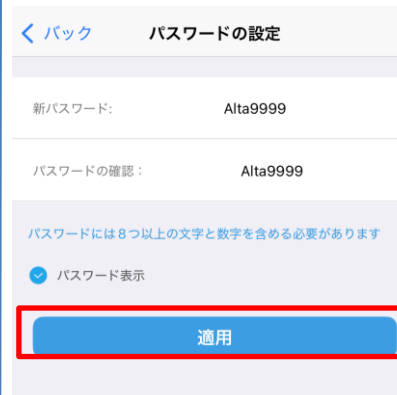 バック パスワードの設定
新パスワード: Alta9999
パスワードの確認： Alta9999
パスワードには８つ以上の文字と数字を含める必要があります
パスワード表示
適用